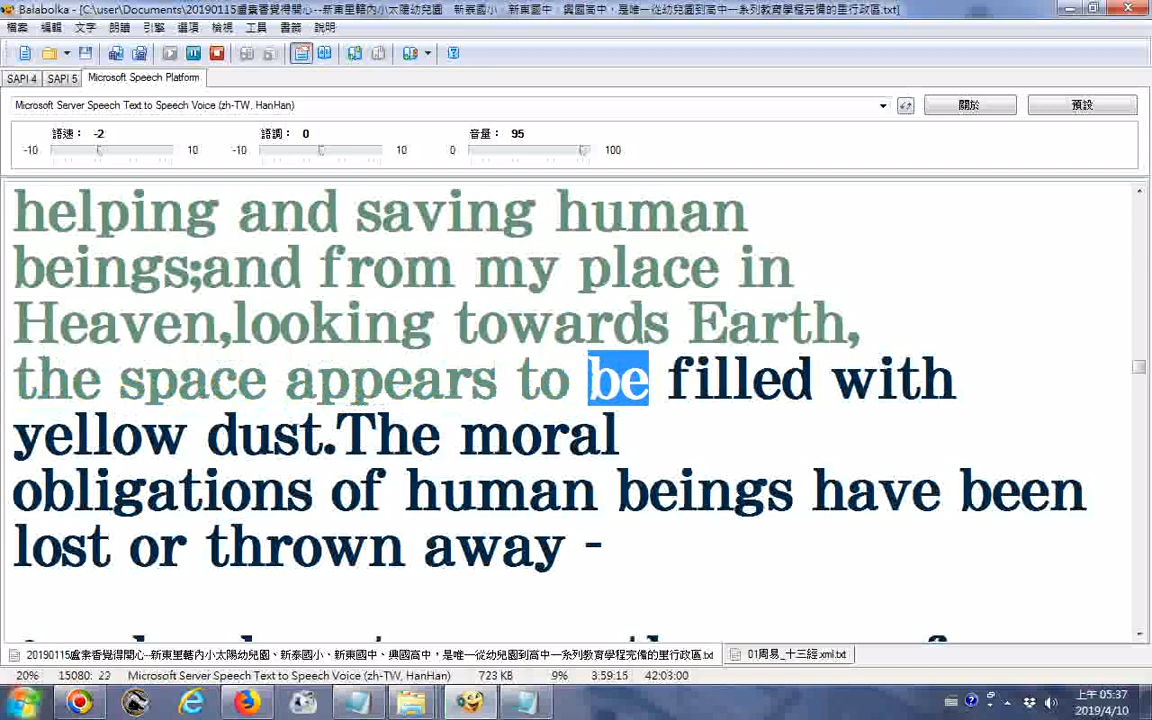 Balabolka - [C:\user\Documents\20190115盧素香覺得開心--新東里轄內小太陽幼兒園 新泰國小 新東國中 興國高中,是唯一從幼兒園到高中一系列教育學程完備的里行政區.txt]
檔案 編輯 文字 朗讀 引擎 選項 檢視 工具 書籤 說明
SAPI 4 SAPI 5 Microsoft Speech Platform
Microsoft Server Speech Text to Speech Voice (zh-TW, HanHan) 關於 預設
語速: -2 語調: 0 音量: 95
-10 10 -10 10 0 100
helping and saving human
beings;and from my place in
Heaven,looking towards Earth,
the space appears to be filled with
yellow dust.The moral
obligations of human beings have been
lost or thrown away -
20190115盧素香覺得開心--新東里轄內小太陽幼兒園、新泰國小、新東國中、興國高中,是唯一從幼兒園到高中一系列教育學程完備的里行政區.txt 01周易_十三經.xml.txt
20% 15080: 22 Microsoft Server Speech Text to Speech Voice (zh-TW, HanHan) 723 KB 9% 3:59:15 42:03:00
上午 05:37
2019/4/10